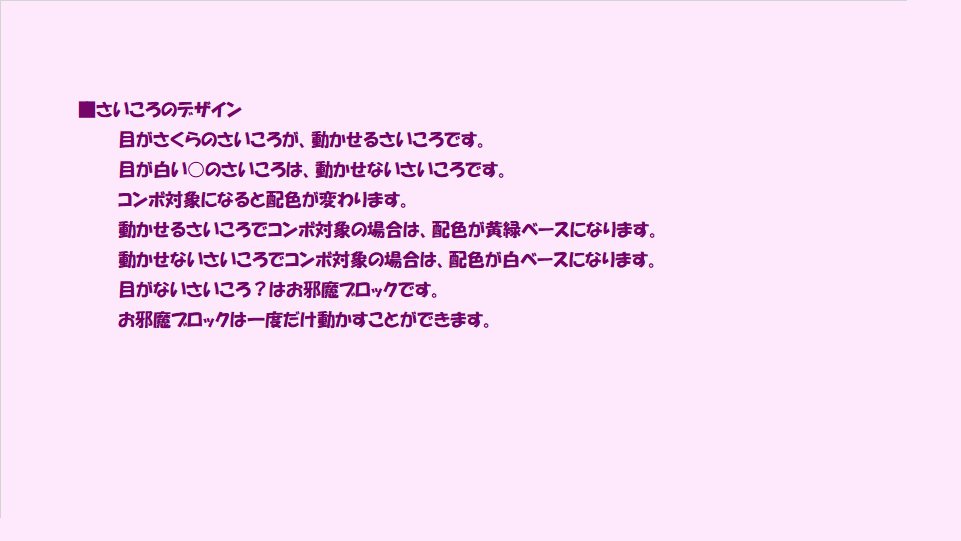 ■さいころのデザイン
目がさくらのさいころが、動かせるさいころです。
目が白い○のさいころは、動かせないさいころです。
コンボ対象になると配色が変わります。
動かせるさいころでコンボ対象の場合は、配色が黄緑ベースになります。
動かせないさいころでコンボ対象の場合は、配色が白ベースになります。
目がないさいころ？はお邪魔ブロックです。
お邪魔ブロックは一度だけ動かすことができます。